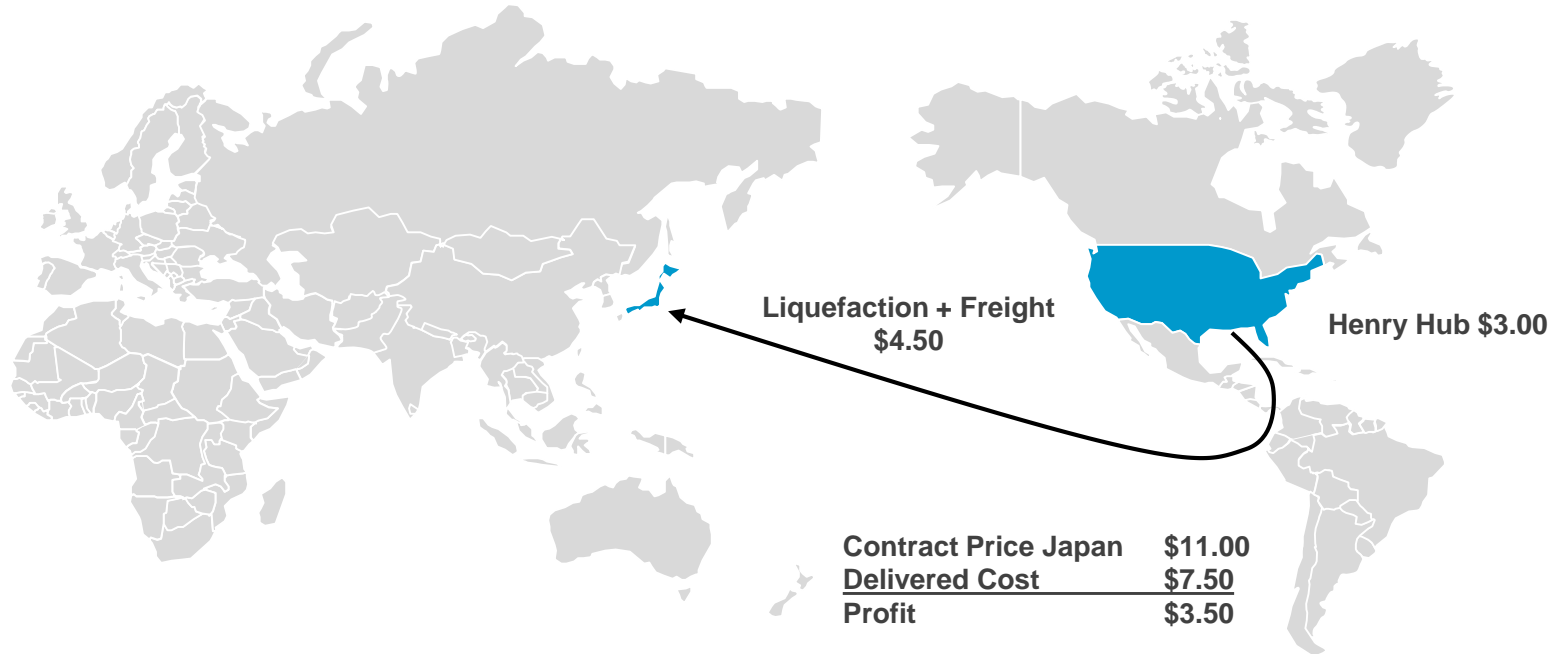 Liquefaction + Freight
$4.50
Henry Hub $3.00
Contract Price Japan $11.00
Delivered Cost $7.50
Profit $3.50